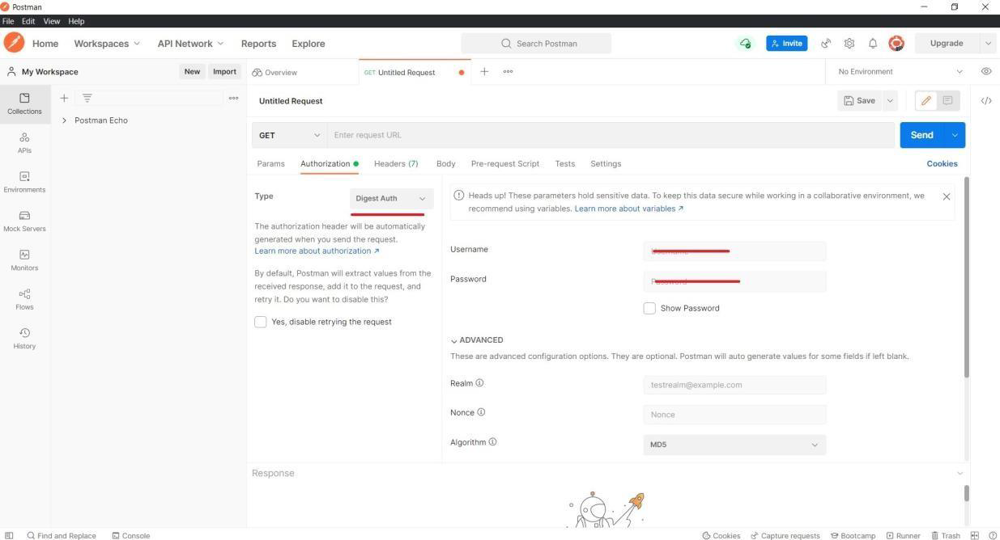 Postman
File Edit View Help
Home Workspaces API Network Reports Explore Search Postman Invite Upgrade
My Workspace New Import Overview GET Untitled Request No Environment
Collections
Postman Echo
Untitled Request Save
GET Enter request URL Send
APIs
Params Authorization Headers (7) Body Pre-request Script Tests Settings Cookies
Environments
Type Digest Auth
Heads up! These parameters hold sensitive data. To keep this data secure while working in a collaborative environment, we
recommend using variables. Learn more about variables ↗
Mock Servers
The authorization header will be automatically
generated when you send the request.
Learn more about authorization ↗
Username Username
Monitors
By default, Postman will extract values from the
received response, add it to the request, and
retry it. Do you want to disable this?
Password Password
Show Password
Flows
Yes, disable retrying the request
History
ADVANCED
These are advanced configuration options. They are optional. Postman will auto generate values for some fields if left blank.
Realm testrealm@example.com
Nonce Nonce
Algorithm MD5
Response
Find and Replace Console Cookies Capture requests Bootcamp Runner Trash